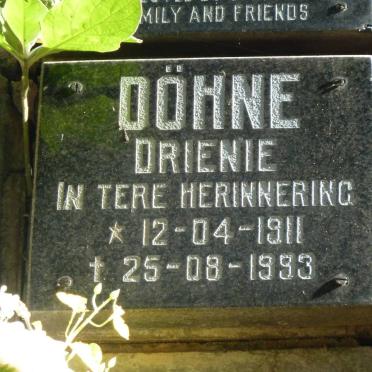 MILY AND FRIENDS
DÖHNE
DRIENIE
IN TERE HERINNERING
* 12-04-1911
† 25-08-1993